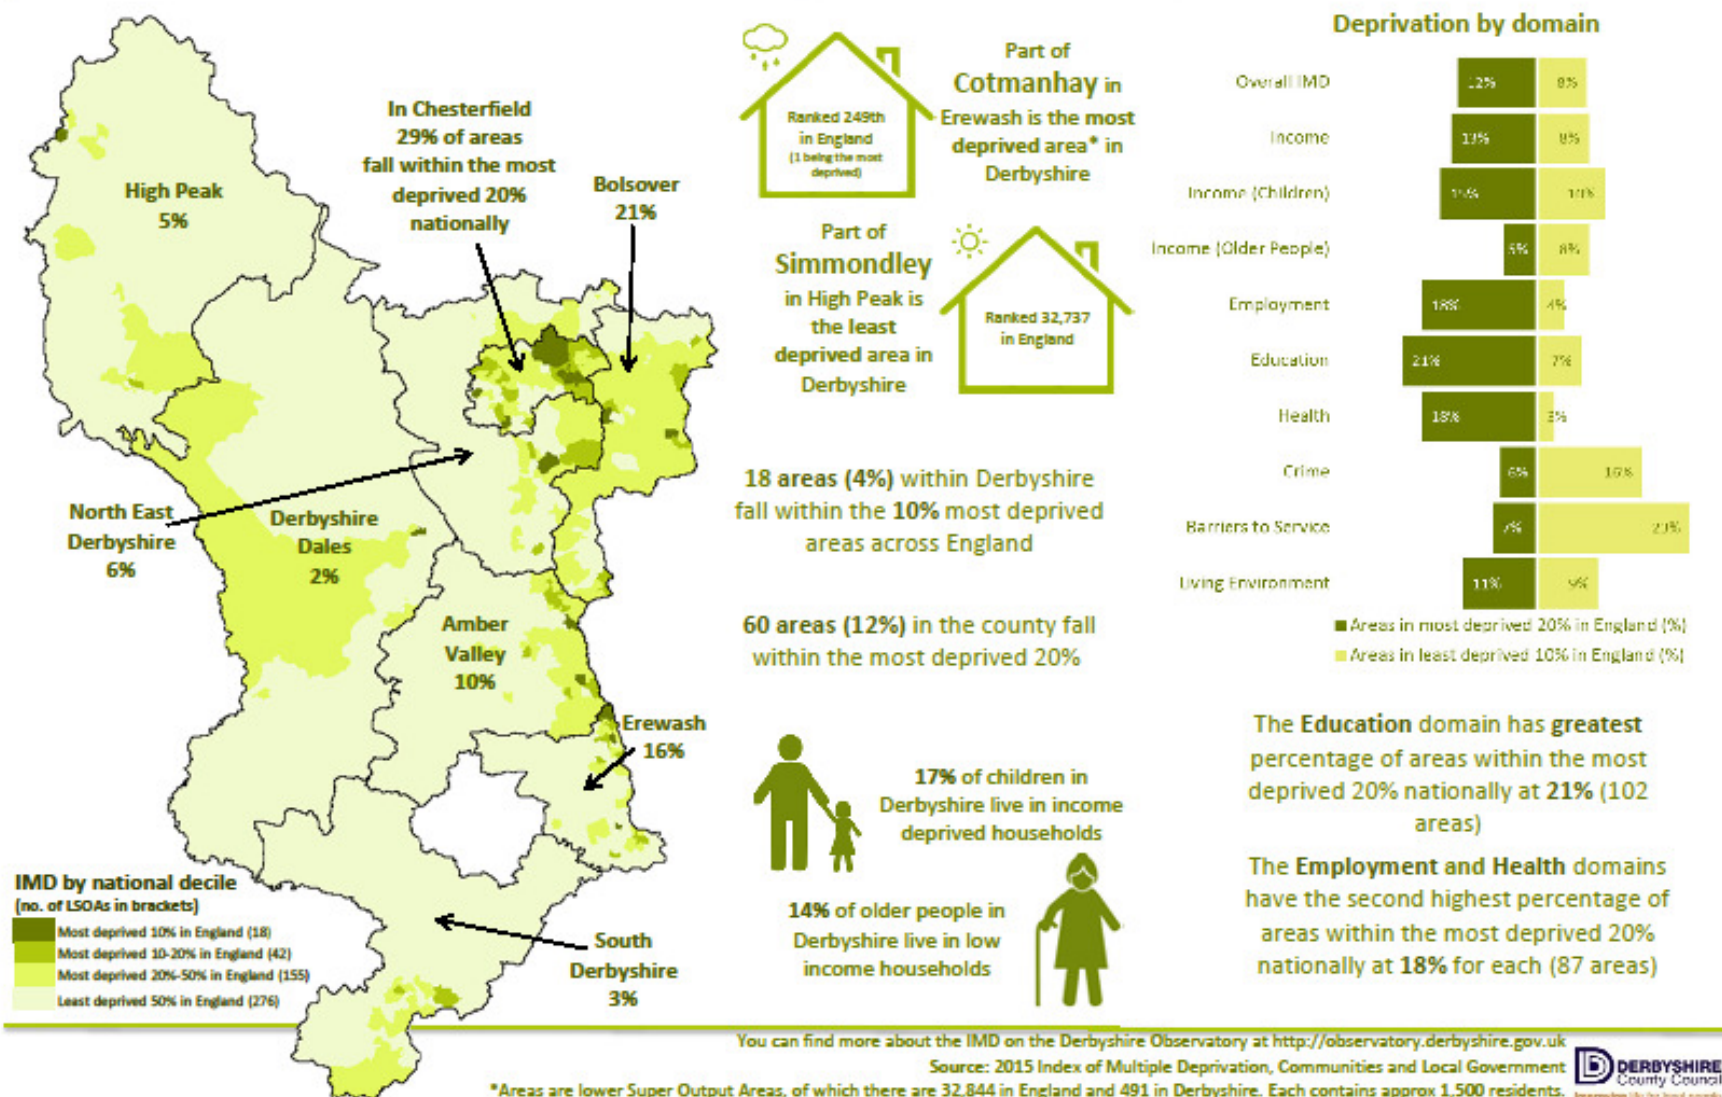 High Peak
5%
In Chesterfield
29% of areas
fall within the most
deprived 20%
nationally
Bolsover
21%
North East
Derbyshire
6%
Derbyshire
Dales
2%
Amber
Valley
10%
Erewash
16%
South
Derbyshire
3%
IMD by national decile
(no. of LSOAs in brackets)
Most deprived 10% in England (18)
Most deprived 10-20% in England (42)
Most deprived 20%-50% in England (155)
Least deprived 50% in England (276)
Ranked 249th
in England
(1 being the most
deprived)
Part of
Cotmanhay in
Erewash is the most
deprived area* in
Derbyshire
Part of
Simmondley
in High Peak is
the least
deprived area in
Derbyshire
Ranked 32,737
in England
18 areas (4%) within Derbyshire
fall within the 10% most deprived
areas across England
60 areas (12%) in the county fall
within the most deprived 20%
17% of children in
Derbyshire live in income
deprived households
14% of older people in
Derbyshire live in low
income households
Deprivation by domain
Overall IMD 12% 8%
Income 13% 8%
Income (Children) 15% 10%
Income (Older People) 5% 8%
Employment 18% 4%
Education 21% 7%
Health 18% 3%
Crime 6% 16%
Barriers to Service 7%
Living Environment 11% 9%
Areas in most deprived 20% in England (%)
Areas in least deprived 10% in England (%)
The Education domain has greatest
percentage of areas within the most
deprived 20% nationally at 21% (102
areas)
The Employment and Health domains
have the second highest percentage of
areas within the most deprived 20%
nationally at 18% for each (87 areas)
You can find more about the IMD on the Derbyshire Observatory at http://observatory.derbyshire.gov.uk
Source: 2015 Index of Multiple Deprivation, Communities and Local Government
*Areas are lower Super Output Areas, of which there are 32,844 in England and 491 in Derbyshire. Each contains approx 1,500 residents.
DERBYSHIRE
County Council